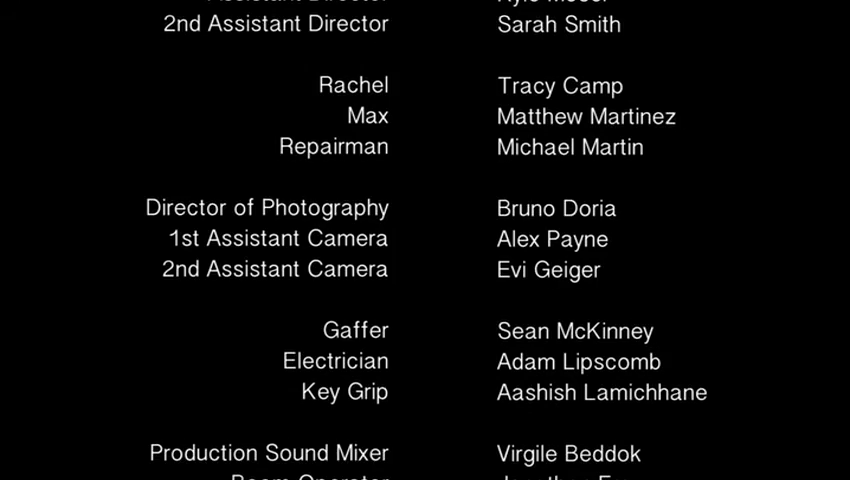 2nd Assistant Director Sarah Smith
Rachel Tracy Camp
Max Matthew Martinez
Repairman Michael Martin
Director of Photography Bruno Doria
1st Assistant Camera Alex Payne
2nd Assistant Camera Evi Geiger
Gaffer Sean McKinney
Electrician Adam Lipscomb
Key Grip Aashish Lamichhane
Production Sound Mixer Virgile Beddok